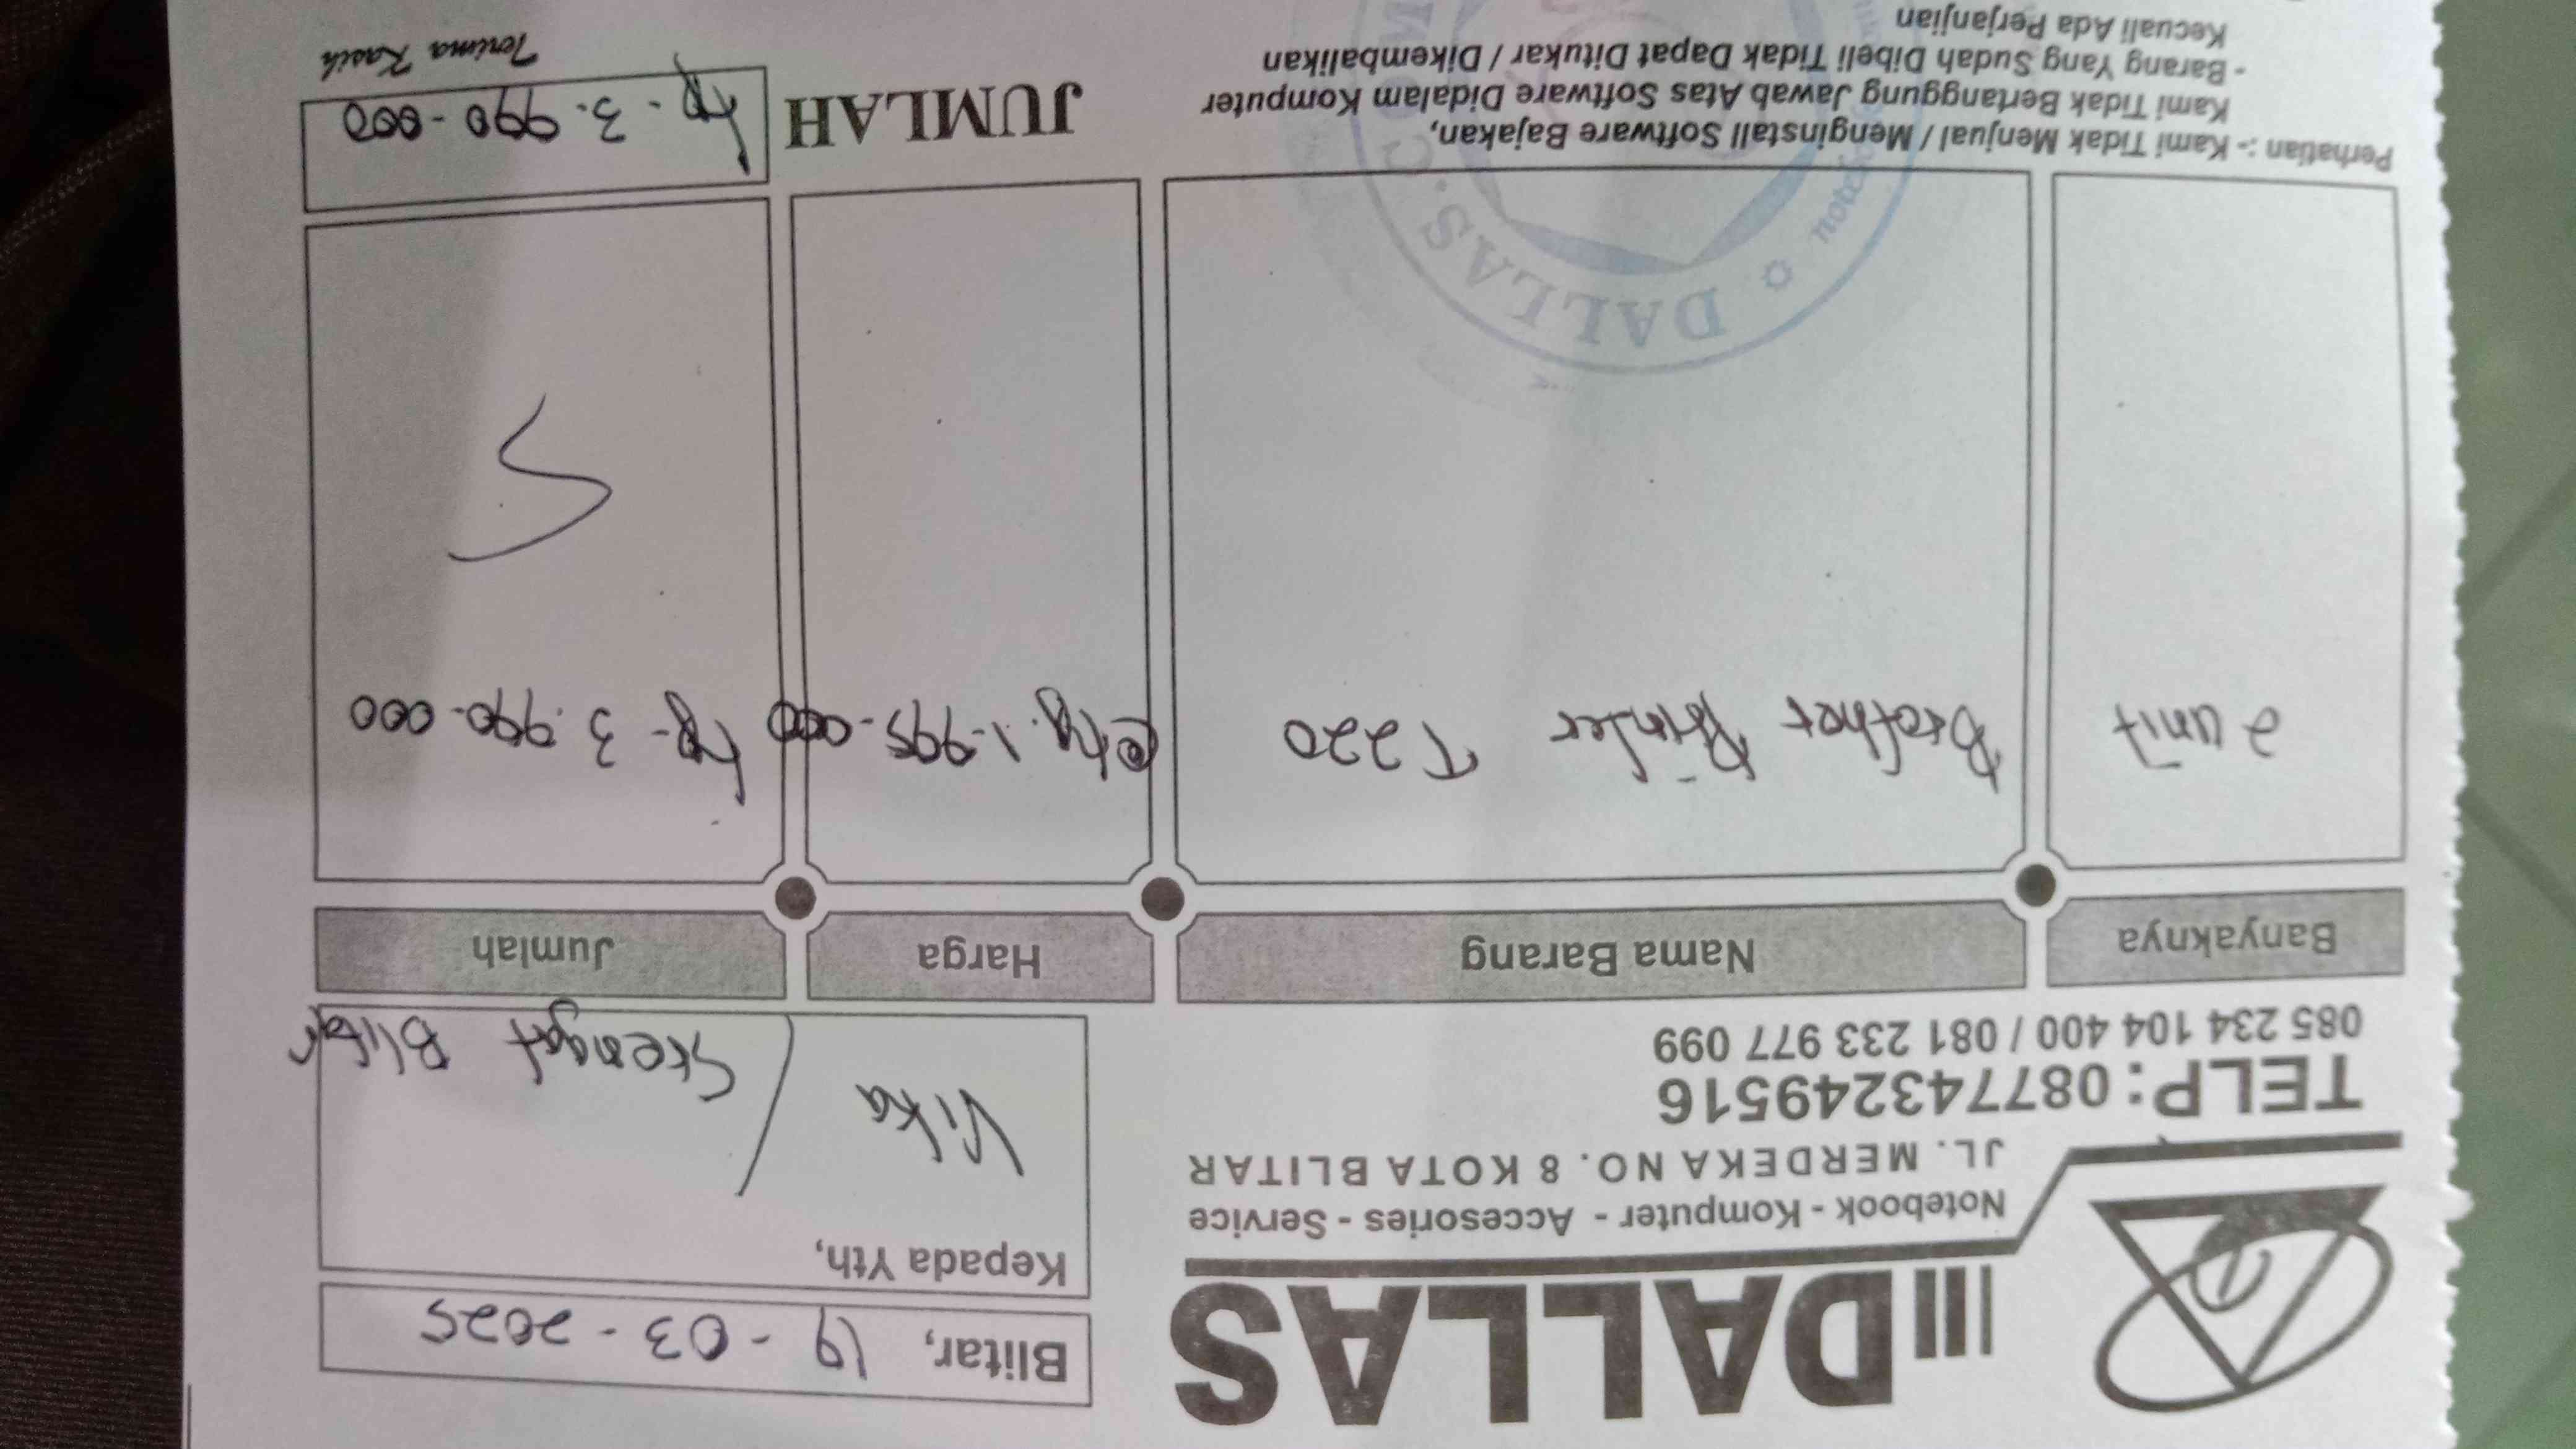 DALLAS
Notebook - Komputer - Accesories - Service
JL. MERDEKA NO. 8 KOTA BLITAR
TELP : 087743249516
085 234 104 400 / 081 233 977 099
Blitar, 19 - 03 - 2025
Kepada Yth,
Vika / Srengat Blitar
Banyaknya Nama Barang Harga Jumlah
2 unit Brother Printer T220 @Rp. 1.995.000 Rp. 3.990.000
Perhatian :- Kami Tidak Menjual / Menginstall Software Bajakan,
Kami Tidak Bertanggung Jawab Atas Software Didalam Komputer
- Barang Yang Sudah Dibeli Tidak Dapat Ditukar / Dikembalikan
Kecuali Ada Perjanjian
JUMLAH Rp. 3.990.000
Terima Kasih
DALLAS.COM